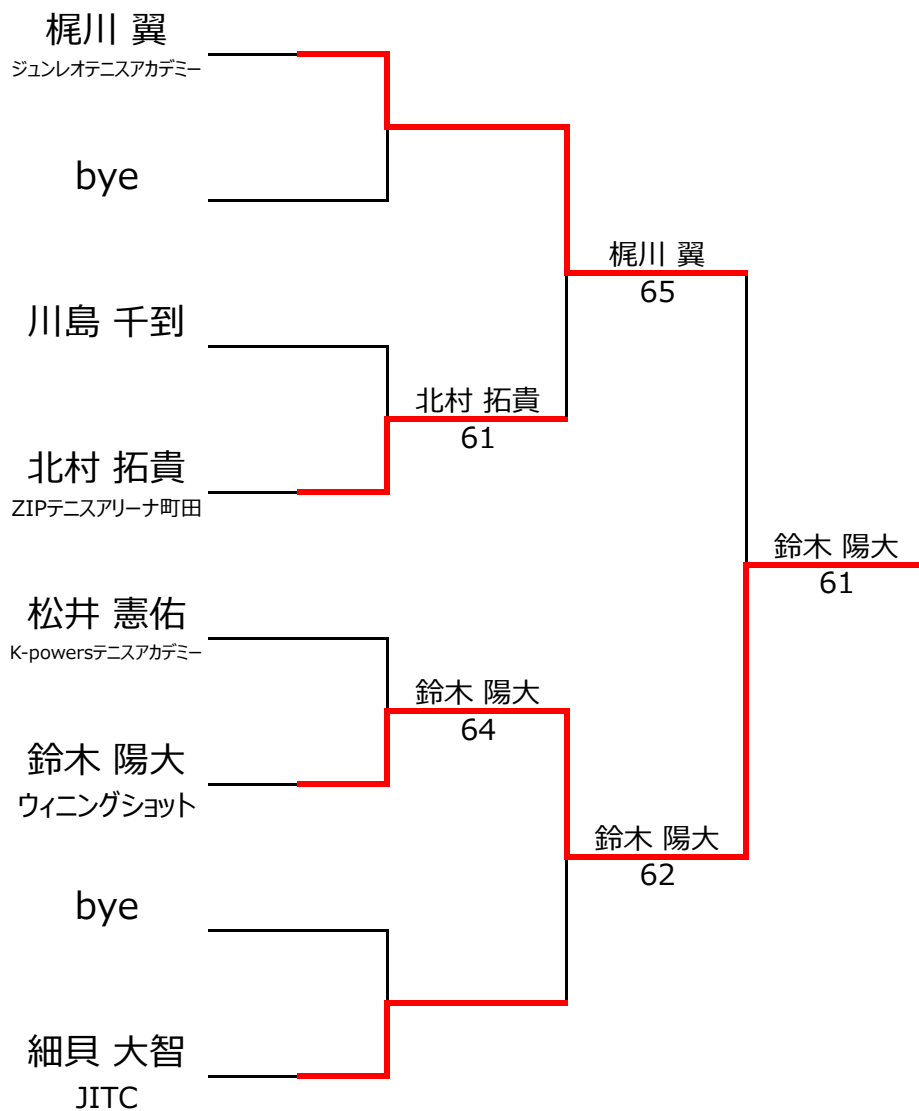 梶川 翼
ジュンレオテニスアカデミー
bye
川島 千到
北村 拓貴
ZIPテニスアリーナ町田
松井 憲佑
K-powersテニスアカデミー
鈴木 陽大
ウィニングショット
bye
細貝 大智
JITC
北村 拓貴
61
鈴木 陽大
64
梶川 翼
65
鈴木 陽大
62
鈴木 陽大
61